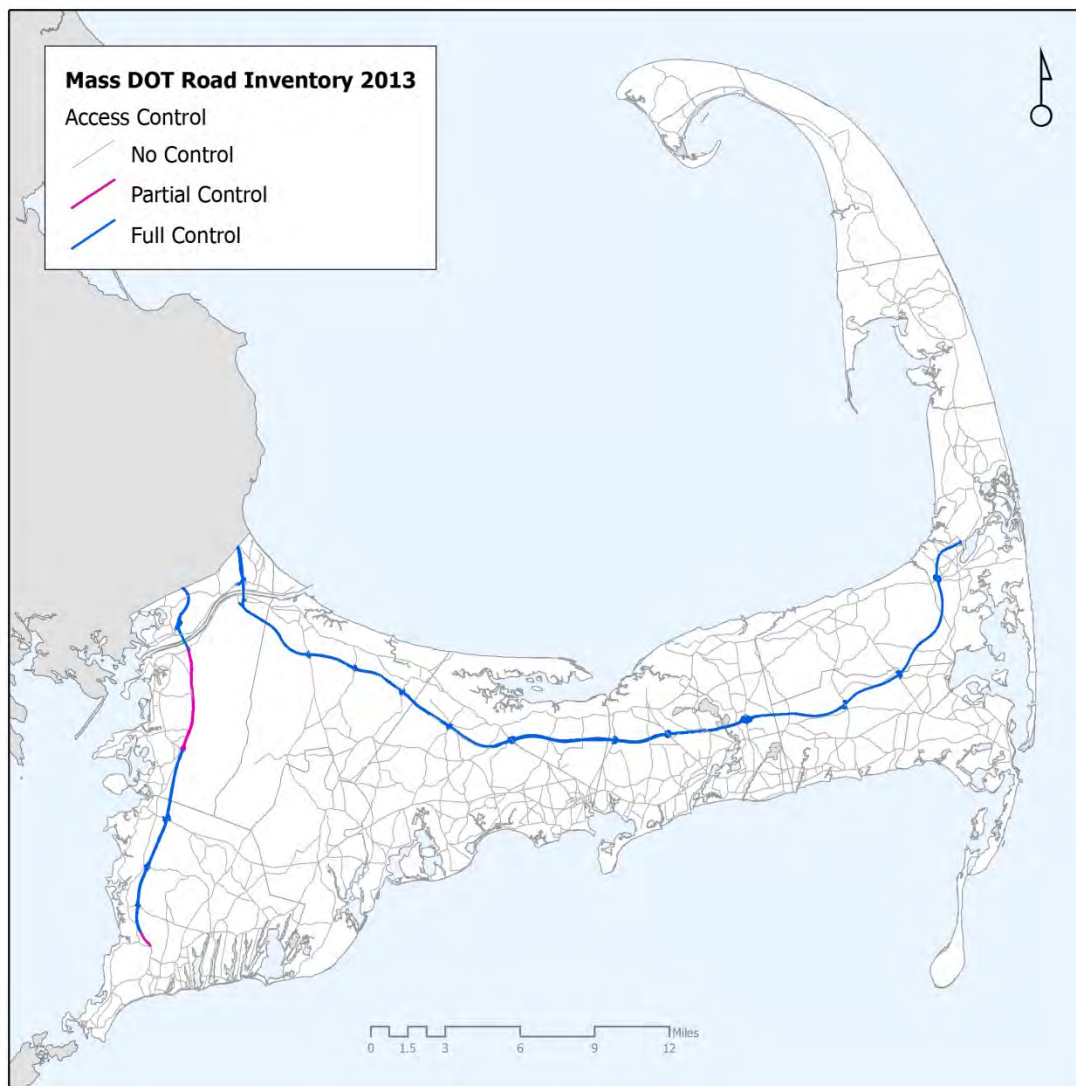 Mass DOT Road Inventory 2013
Access Control
No Control
Partial Control
Full Control
Miles
0 1.5 3 6 9 12